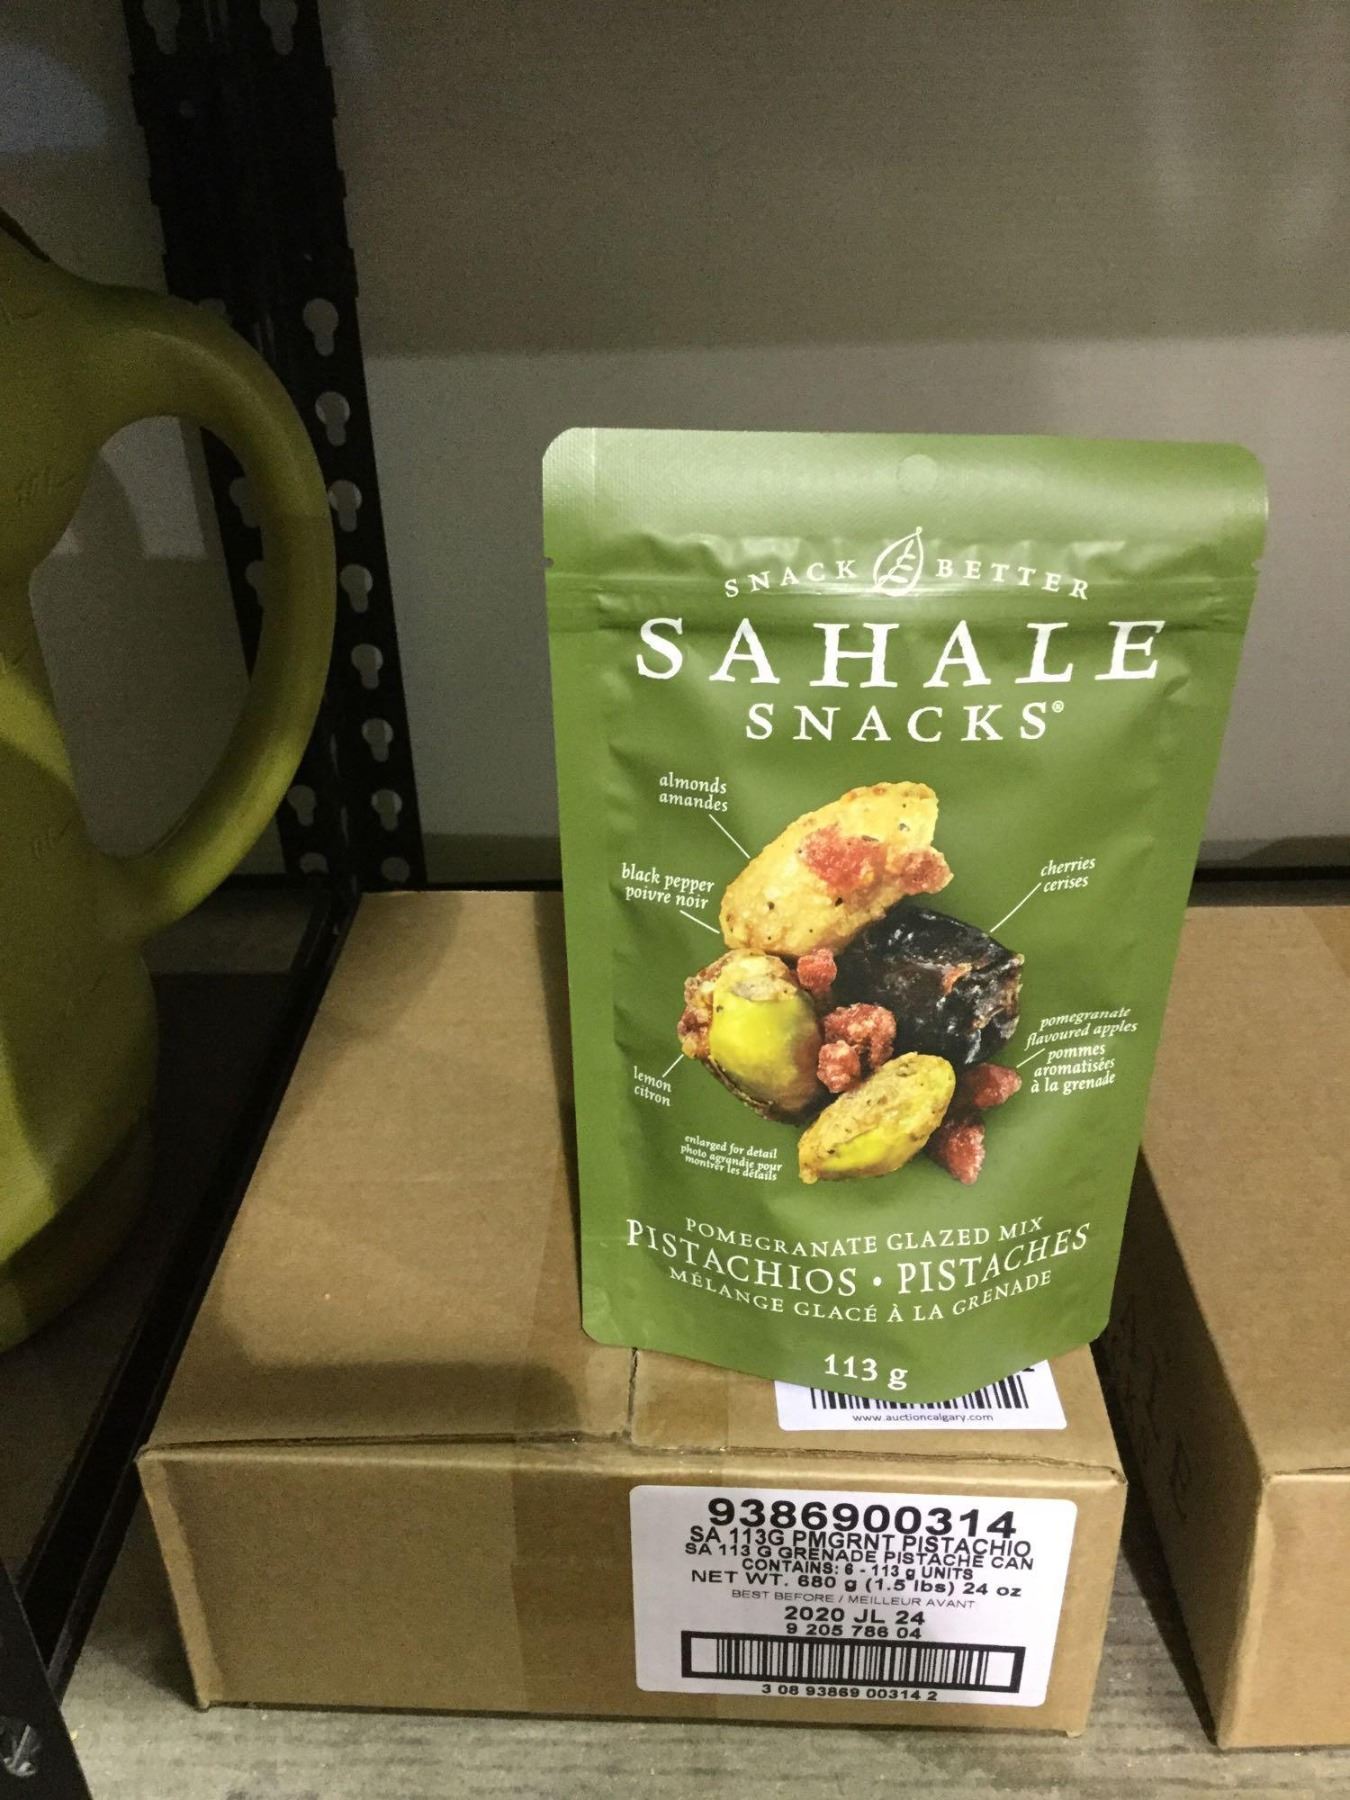 SNACK BETTER
SAHALE
SNACKS®
almonds
amandes
black pepper
poivre noir
cherries
cerises
pomegranate
flavoured apples
pommes
aromatisées
à la grenade
lemon
citron
enlarged for detail
photo agrandie pour
montrer les détails
POMEGRANATE GLAZED MIX
PISTACHIOS • PISTACHES
MÉLANGE GLACÉ À LA GRENADE
113 g
www.auctioncalgary.com
9386900314
SA 113G PMGRNT PISTACHIO
SA 113 G GRENADE PISTACHE CAN
CONTAINS: 6 - 113 g UNITS
NET WT. 680 g (1.5 lbs) 24 oz
BEST BEFORE / MEILLEUR AVANT
2020 JL 24
9 205 786 04
3 08 93869 00314 2